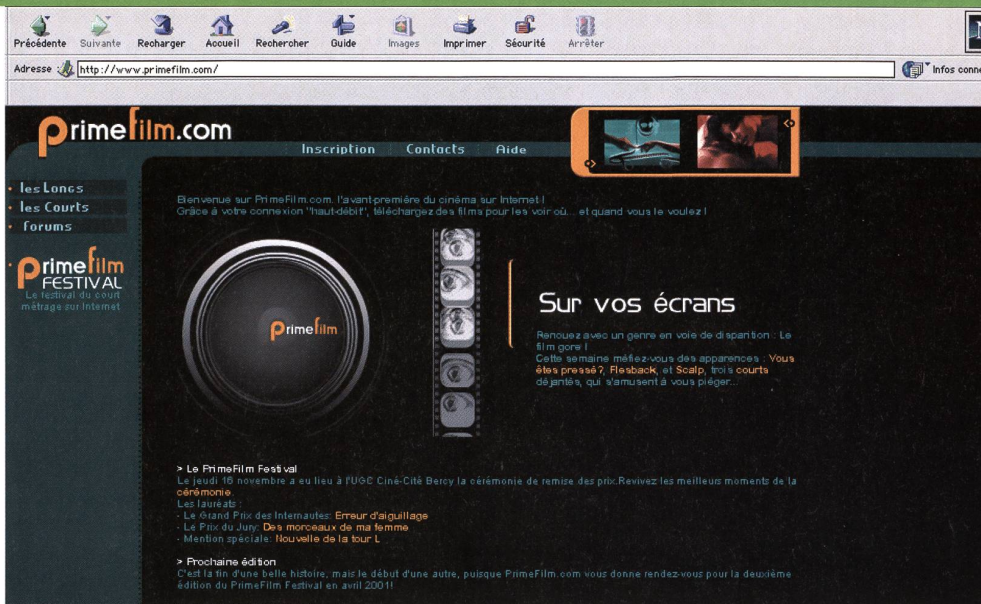 Précédente Suivante Recharger Accueil Rechercher Guide Images Imprimer Sécurité Arrêter
Adresse http://www.primefilm.com/ Infos conne
primefilm.com
Inscription Contacts Aide
les Longs
les Courts
forums
primefilm
FESTIVAL
Le festival du court
métrage sur Internet
Bienvenue sur PrimeFilm.com, l'avant-première du cinéma sur Internet !
Grâce à votre connexion "haut-débit", téléchargez des films pour les voir où... et quand vous le voulez !
primefilm
Sur vos écrans
Renouez avec un genre en voie de disparition : Le
film gore !
Cette semaine méfiez-vous des apparences : Vous
êtes pressé?, Flesback, et Scalp, trois courts
déjantés, qui s'amusent à vous piéger...
> Le PrimeFilm Festival
Le jeudi 16 novembre a eu lieu à l'UGC Ciné-Cité Bercy la cérémonie de remise des prix.Revivez les meilleurs moments de la
cérémonie.
Les lauréats :
- Le Grand Prix des Internautes: Erreur d'aiguillage
- Le Prix du Jury: Des morceaux de ma femme
- Mention spéciale: Nouvelle de la tour L
> Prochaine édition
C'est la fin d'une belle histoire, mais le début d'une autre, puisque PrimeFilm.com vous donne rendez-vous pour la deuxième
édition du PrimeFilm Festival en avril 2001!